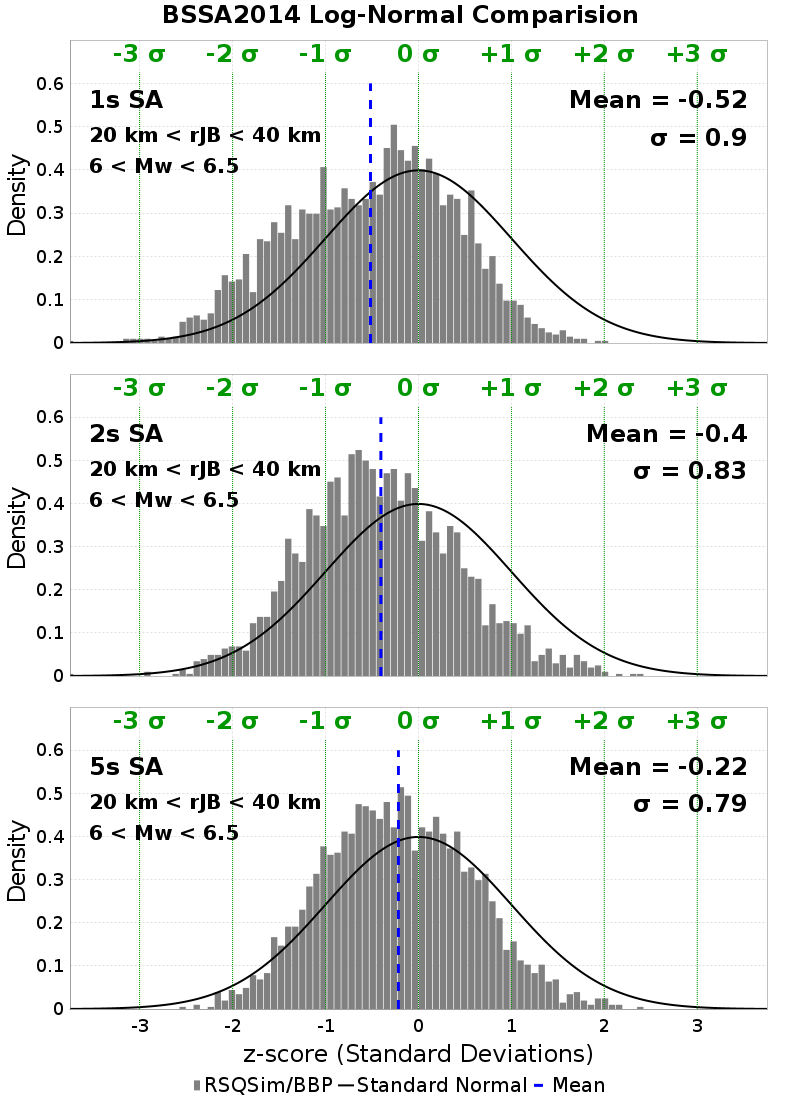 BSSA2014 Log-Normal Comparision
-3 σ -2 σ -1 σ 0 σ +1 σ +2 σ +3 σ
1s SA
20 km < rJB < 40 km
6 < Mw < 6.5
Mean = -0.52
σ = 0.9
Density
0.6
0.5
0.4
0.3
0.2
0.1
0
-3 σ -2 σ -1 σ 0 σ +1 σ +2 σ +3 σ
2s SA
20 km < rJB < 40 km
6 < Mw < 6.5
Mean = -0.4
σ = 0.83
Density
0.6
0.5
0.4
0.3
0.2
0.1
0
-3 σ -2 σ -1 σ 0 σ +1 σ +2 σ +3 σ
5s SA
20 km < rJB < 40 km
6 < Mw < 6.5
Mean = -0.22
σ = 0.79
Density
0.6
0.5
0.4
0.3
0.2
0.1
0
-3 -2 -1 0 1 2 3
z-score (Standard Deviations)
RSQSim/BBP Standard Normal Mean